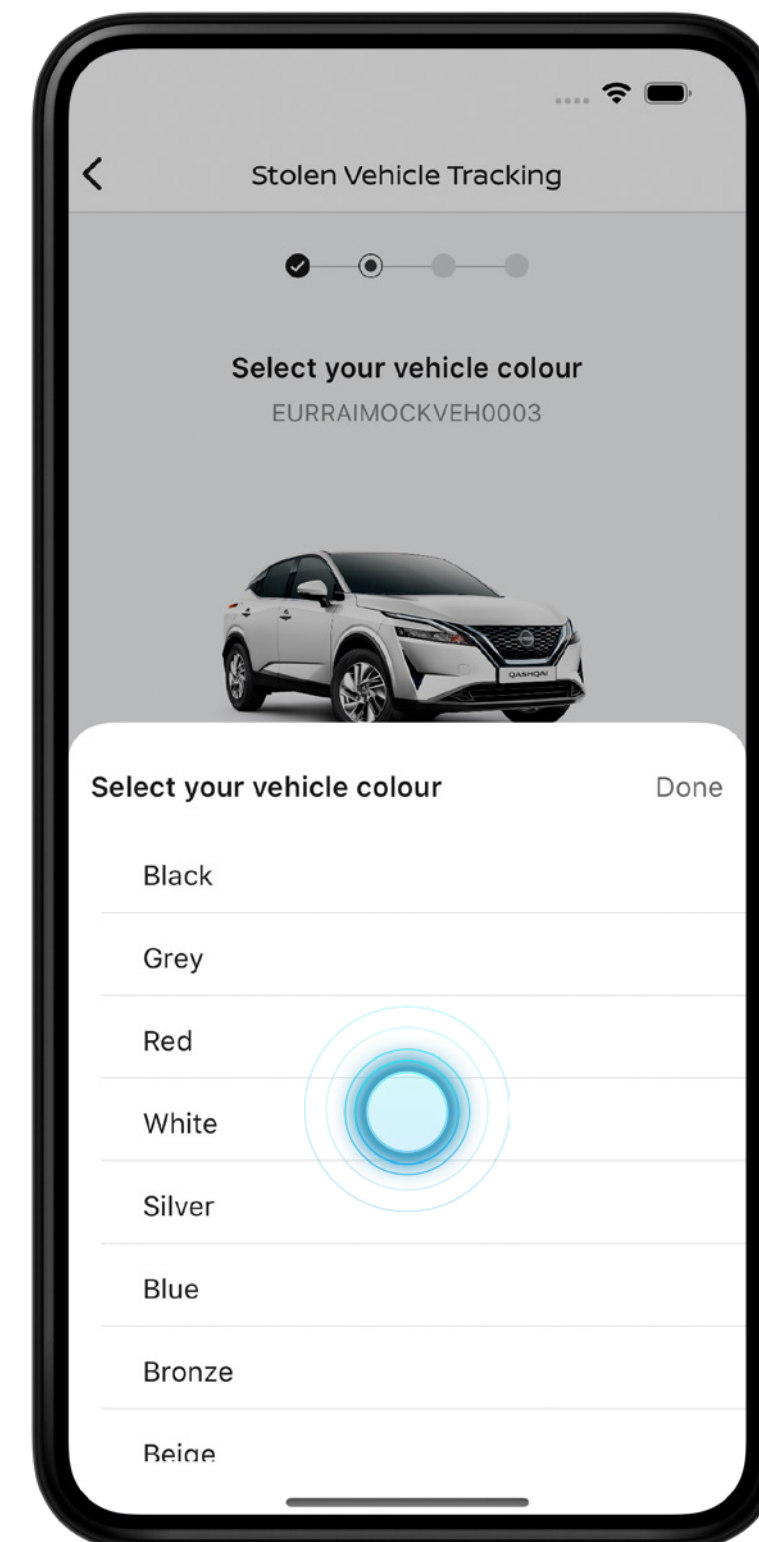 Stolen Vehicle Tracking
Select your vehicle colour
EURRAIMOCKVEH0003
QASHQAI
Select your vehicle colour Done
Black
Grey
Red
White
Silver
Blue
Bronze
Beige